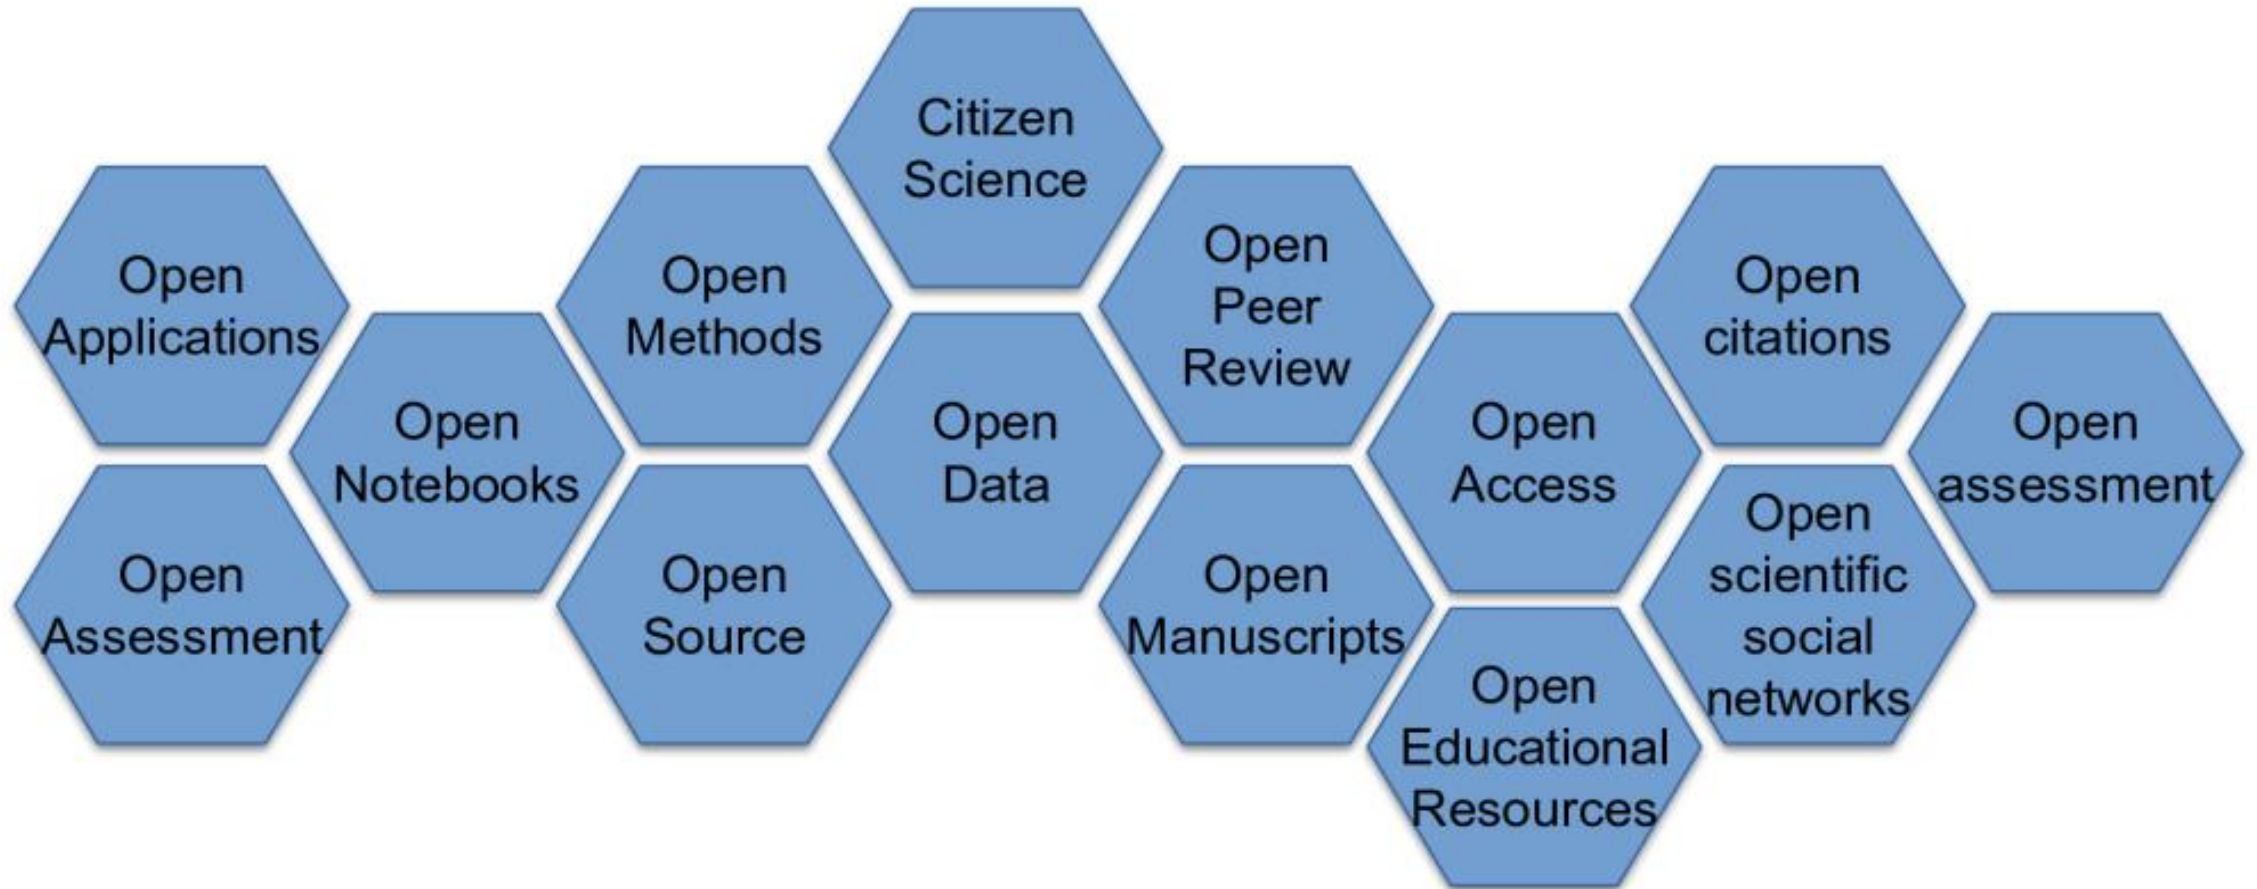 Citizen
Science
Open
Applications
Open
Methods
Open
Peer
Review
Open
citations
Open
Notebooks
Open
Data
Open
Access
Open
assessment
Open
Assessment
Open
Source
Open
Manuscripts
Open
scientific
social
networks
Open
Educational
Resources